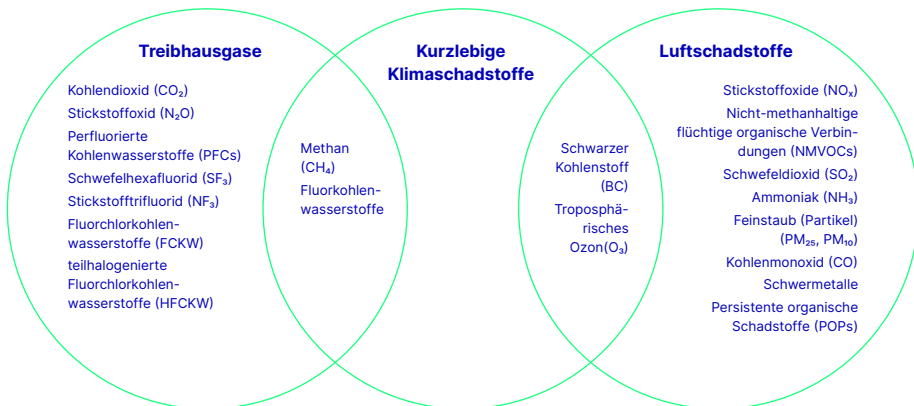 Treibhausgase
Kohlendioxid (CO₂)
Stickstoffoxid (N₂O)
Perfluorierte
Kohlenwasserstoffe (PFCs)
Schwefelhexafluorid (SF₃)
Stickstofftrifluorid (NF₃)
Fluorchlorkohlen-
wasserstoffe (FCKW)
teilhalogenierte
Fluorchlorkohlen-
wasserstoffe (HFCKW)
Methan
(CH₄)
Fluorkohlen-
wasserstoffe
Kurzlebige
Klimaschadstoffe
Schwarzer
Kohlenstoff
(BC)
Troposphä-
risches
Ozon(O₃)
Luftschadstoffe
Stickstoffoxide (NOₓ)
Nicht-methanhaltige
flüchtige organische Verbin-
dungen (NMVOCs)
Schwefeldioxid (SO₂)
Ammoniak (NH₃)
Feinstaub (Partikel)
(PM₂₅, PM₁₀)
Kohlenmonoxid (CO)
Schwermetalle
Persistente organische
Schadstoffe (POPs)